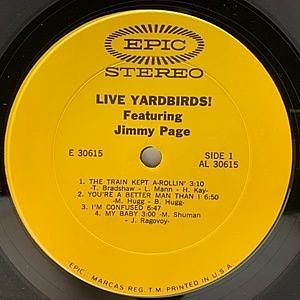 EPIC
STEREO
LIVE YARDBIRDS!
Featuring
Jimmy Page
E 30615
SIDE 1
AL 30615
1. THE TRAIN KEPT A-ROLLIN' 3:10
-T. Bradshaw - L. Mann - H. Kay-
2. YOU'RE A BETTER MAN THAN I 6:50
-M. Hugg - B. Hugg-
3. I'M CONFUSED 6:47
4. MY BABY 3:00 -M. Shuman
- J. Ragovoy-
EPIC. MARCAS REG. T.M. PRINTED IN U.S.A.